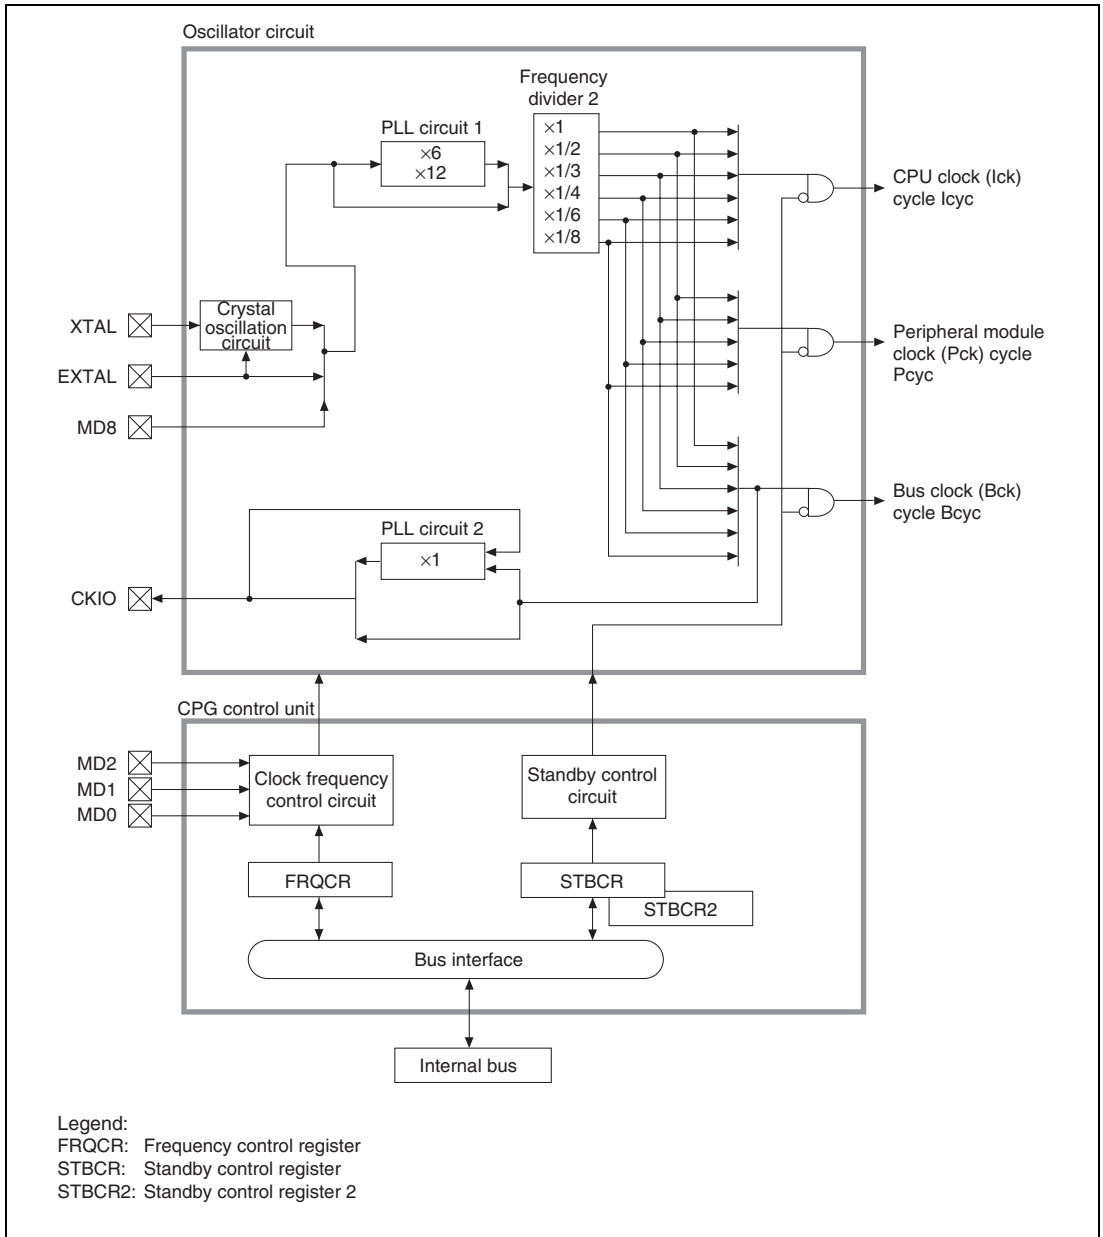 Oscillator circuit
Frequency
divider 2
PLL circuit 1
×6
×12
×1
×1/2
×1/3
×1/4
×1/6
×1/8
CPU clock (Ick)
cycle Icyc
XTAL
Crystal
oscillation
circuit
EXTAL
MD8
Peripheral module
clock (Pck) cycle
Pcyc
Bus clock (Bck)
cycle Bcyc
PLL circuit 2
×1
CKIO
CPG control unit
MD2
MD1
MD0
Clock frequency
control circuit
Standby control
circuit
FRQCR
STBCR
STBCR2
Bus interface
Internal bus
Legend:
FRQCR: Frequency control register
STBCR: Standby control register
STBCR2: Standby control register 2